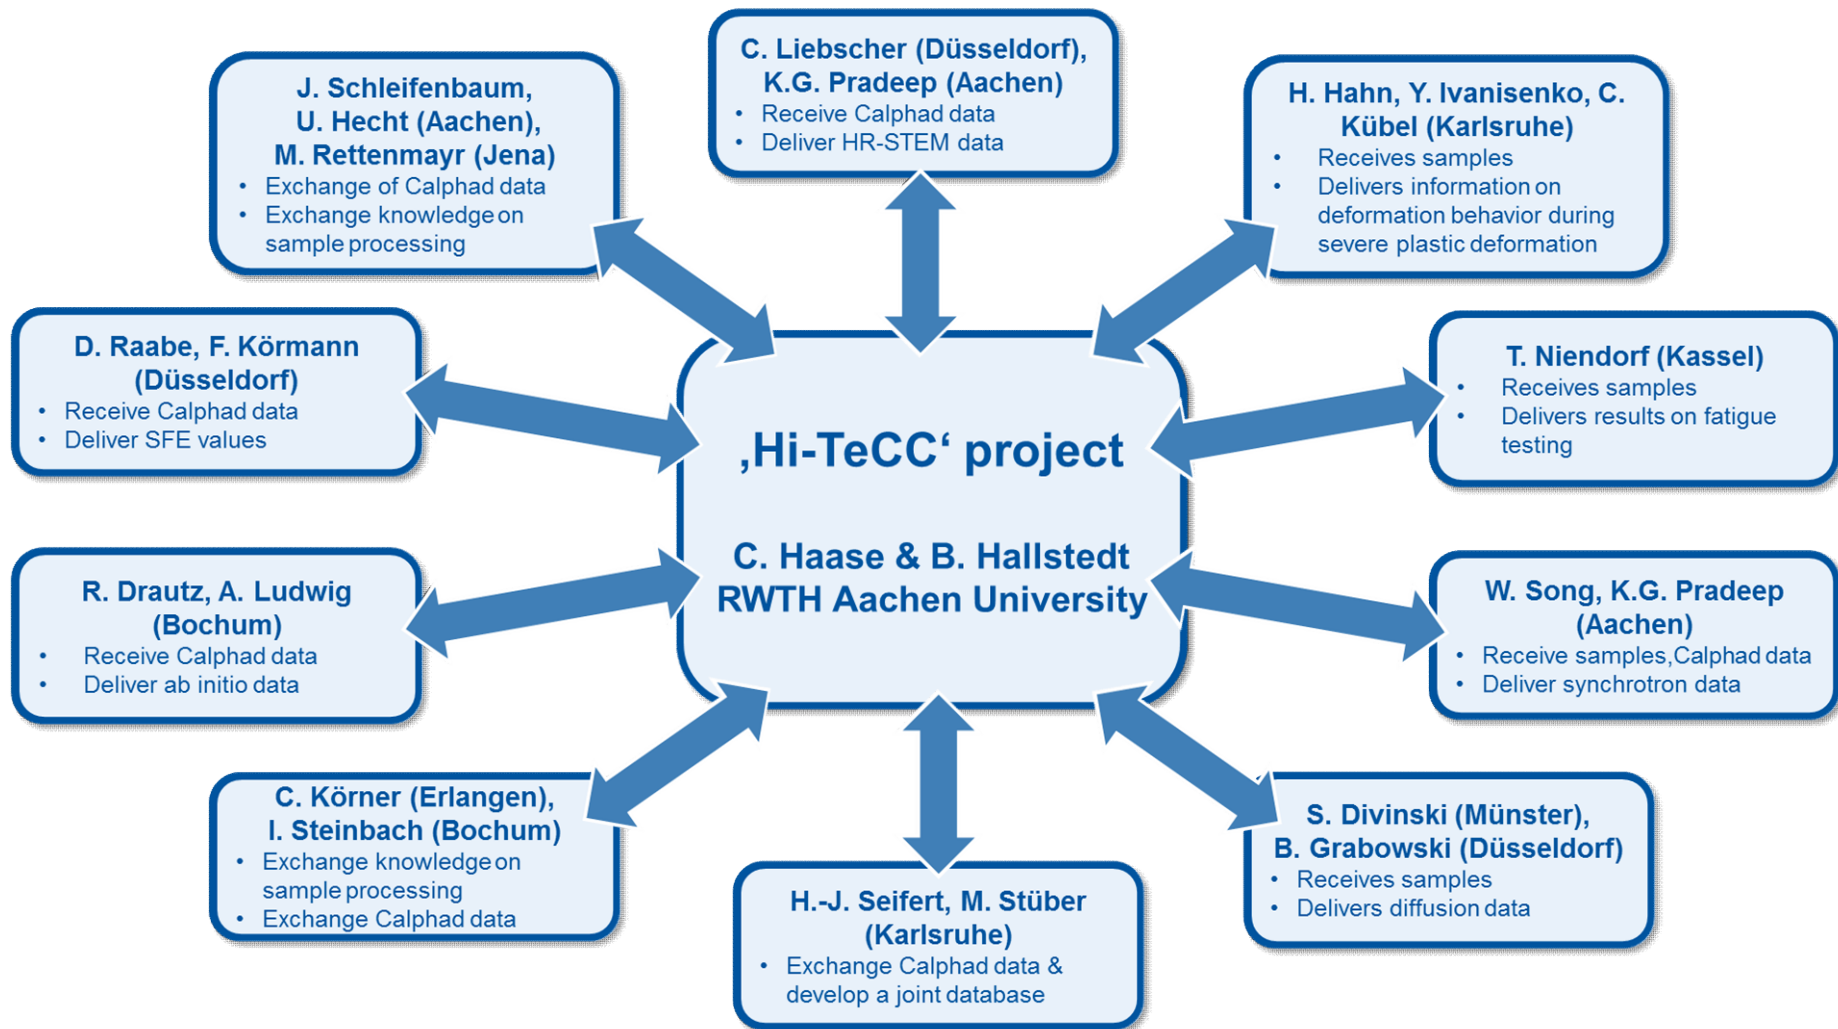 J. Schleifenbaum,
U. Hecht (Aachen),
M. Rettenmayr (Jena)
• Exchange of Calphad data
• Exchange knowledge on
sample processing
C. Liebscher (Düsseldorf),
K.G. Pradeep (Aachen)
• Receive Calphad data
• Deliver HR-STEM data
H. Hahn, Y. Ivanisenko, C.
Kübel (Karlsruhe)
• Receives samples
• Delivers information on
deformation behavior during
severe plastic deformation
D. Raabe, F. Körmann
(Düsseldorf)
• Receive Calphad data
• Deliver SFE values
‚Hi-TeCC‘ project
C. Haase & B. Hallstedt
RWTH Aachen University
T. Niendorf (Kassel)
• Receives samples
• Delivers results on fatigue
testing
R. Drautz, A. Ludwig
(Bochum)
• Receive Calphad data
• Deliver ab initio data
W. Song, K.G. Pradeep
(Aachen)
• Receive samples,Calphad data
• Deliver synchrotron data
C. Körner (Erlangen),
I. Steinbach (Bochum)
• Exchange knowledge on
sample processing
• Exchange Calphad data
H.-J. Seifert, M. Stüber
(Karlsruhe)
• Exchange Calphad data &
develop a joint database
S. Divinski (Münster),
B. Grabowski (Düsseldorf)
• Receives samples
• Delivers diffusion data